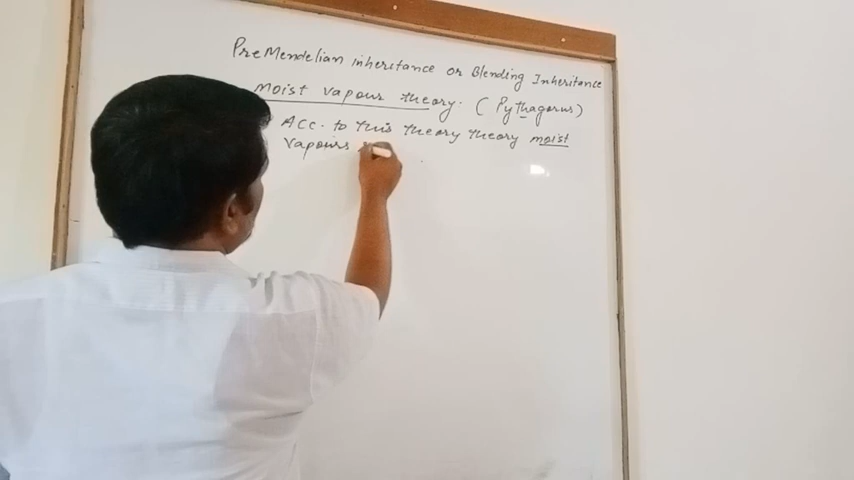 PreMendelian inheritance or Blending Inheritance
Moist vapour theory. (Pythagorus)
Acc. to this theory theory moist
vapours